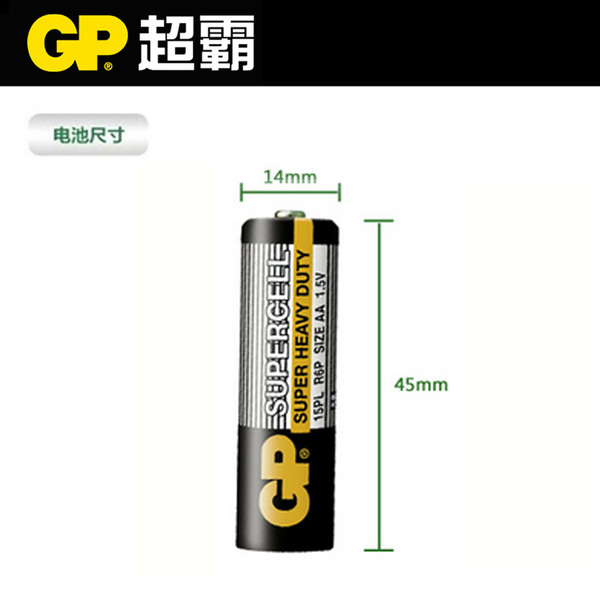 GP® 超霸
电池尺寸
14mm
45mm
SUPERCELL
SUPER HEAVY DUTY
15PL R6P SIZE AA 1.5V
GP®